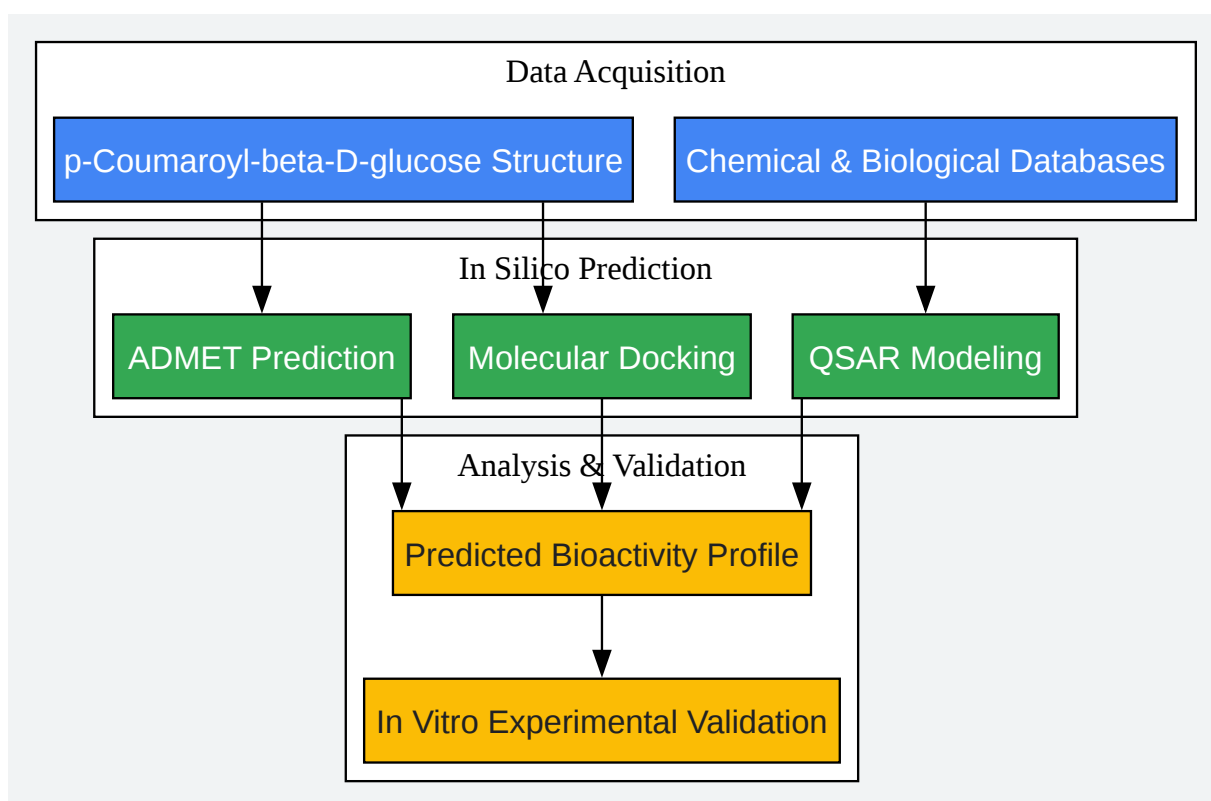 Data Acquisition
p-Coumaroyl-beta-D-glucose Structure
Chemical & Biological Databases
In Silico Prediction
ADMET Prediction
Molecular Docking
QSAR Modeling
Analysis & Validation
Predicted Bioactivity Profile
In Vitro Experimental Validation